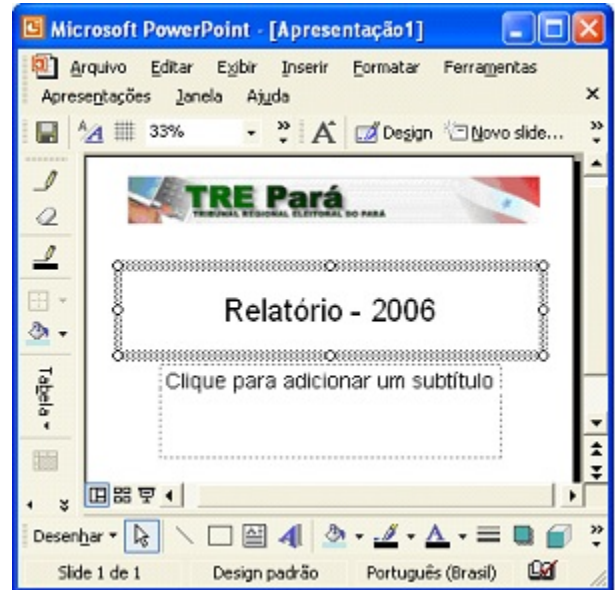 Microsoft PowerPoint - [Apresentação1]
Arquivo Editar Exibir Inserir Formatar Ferramentas
Apresentações Janela Ajuda
33% Design Novo slide...
TRE Pará
TRIBUNAL REGIONAL ELEITORAL DO PARÁ
Relatório - 2006
Clique para adicionar um subtítulo
Tabela
Desenhar
Slide 1 de 1 Design padrão Português (Brasil)